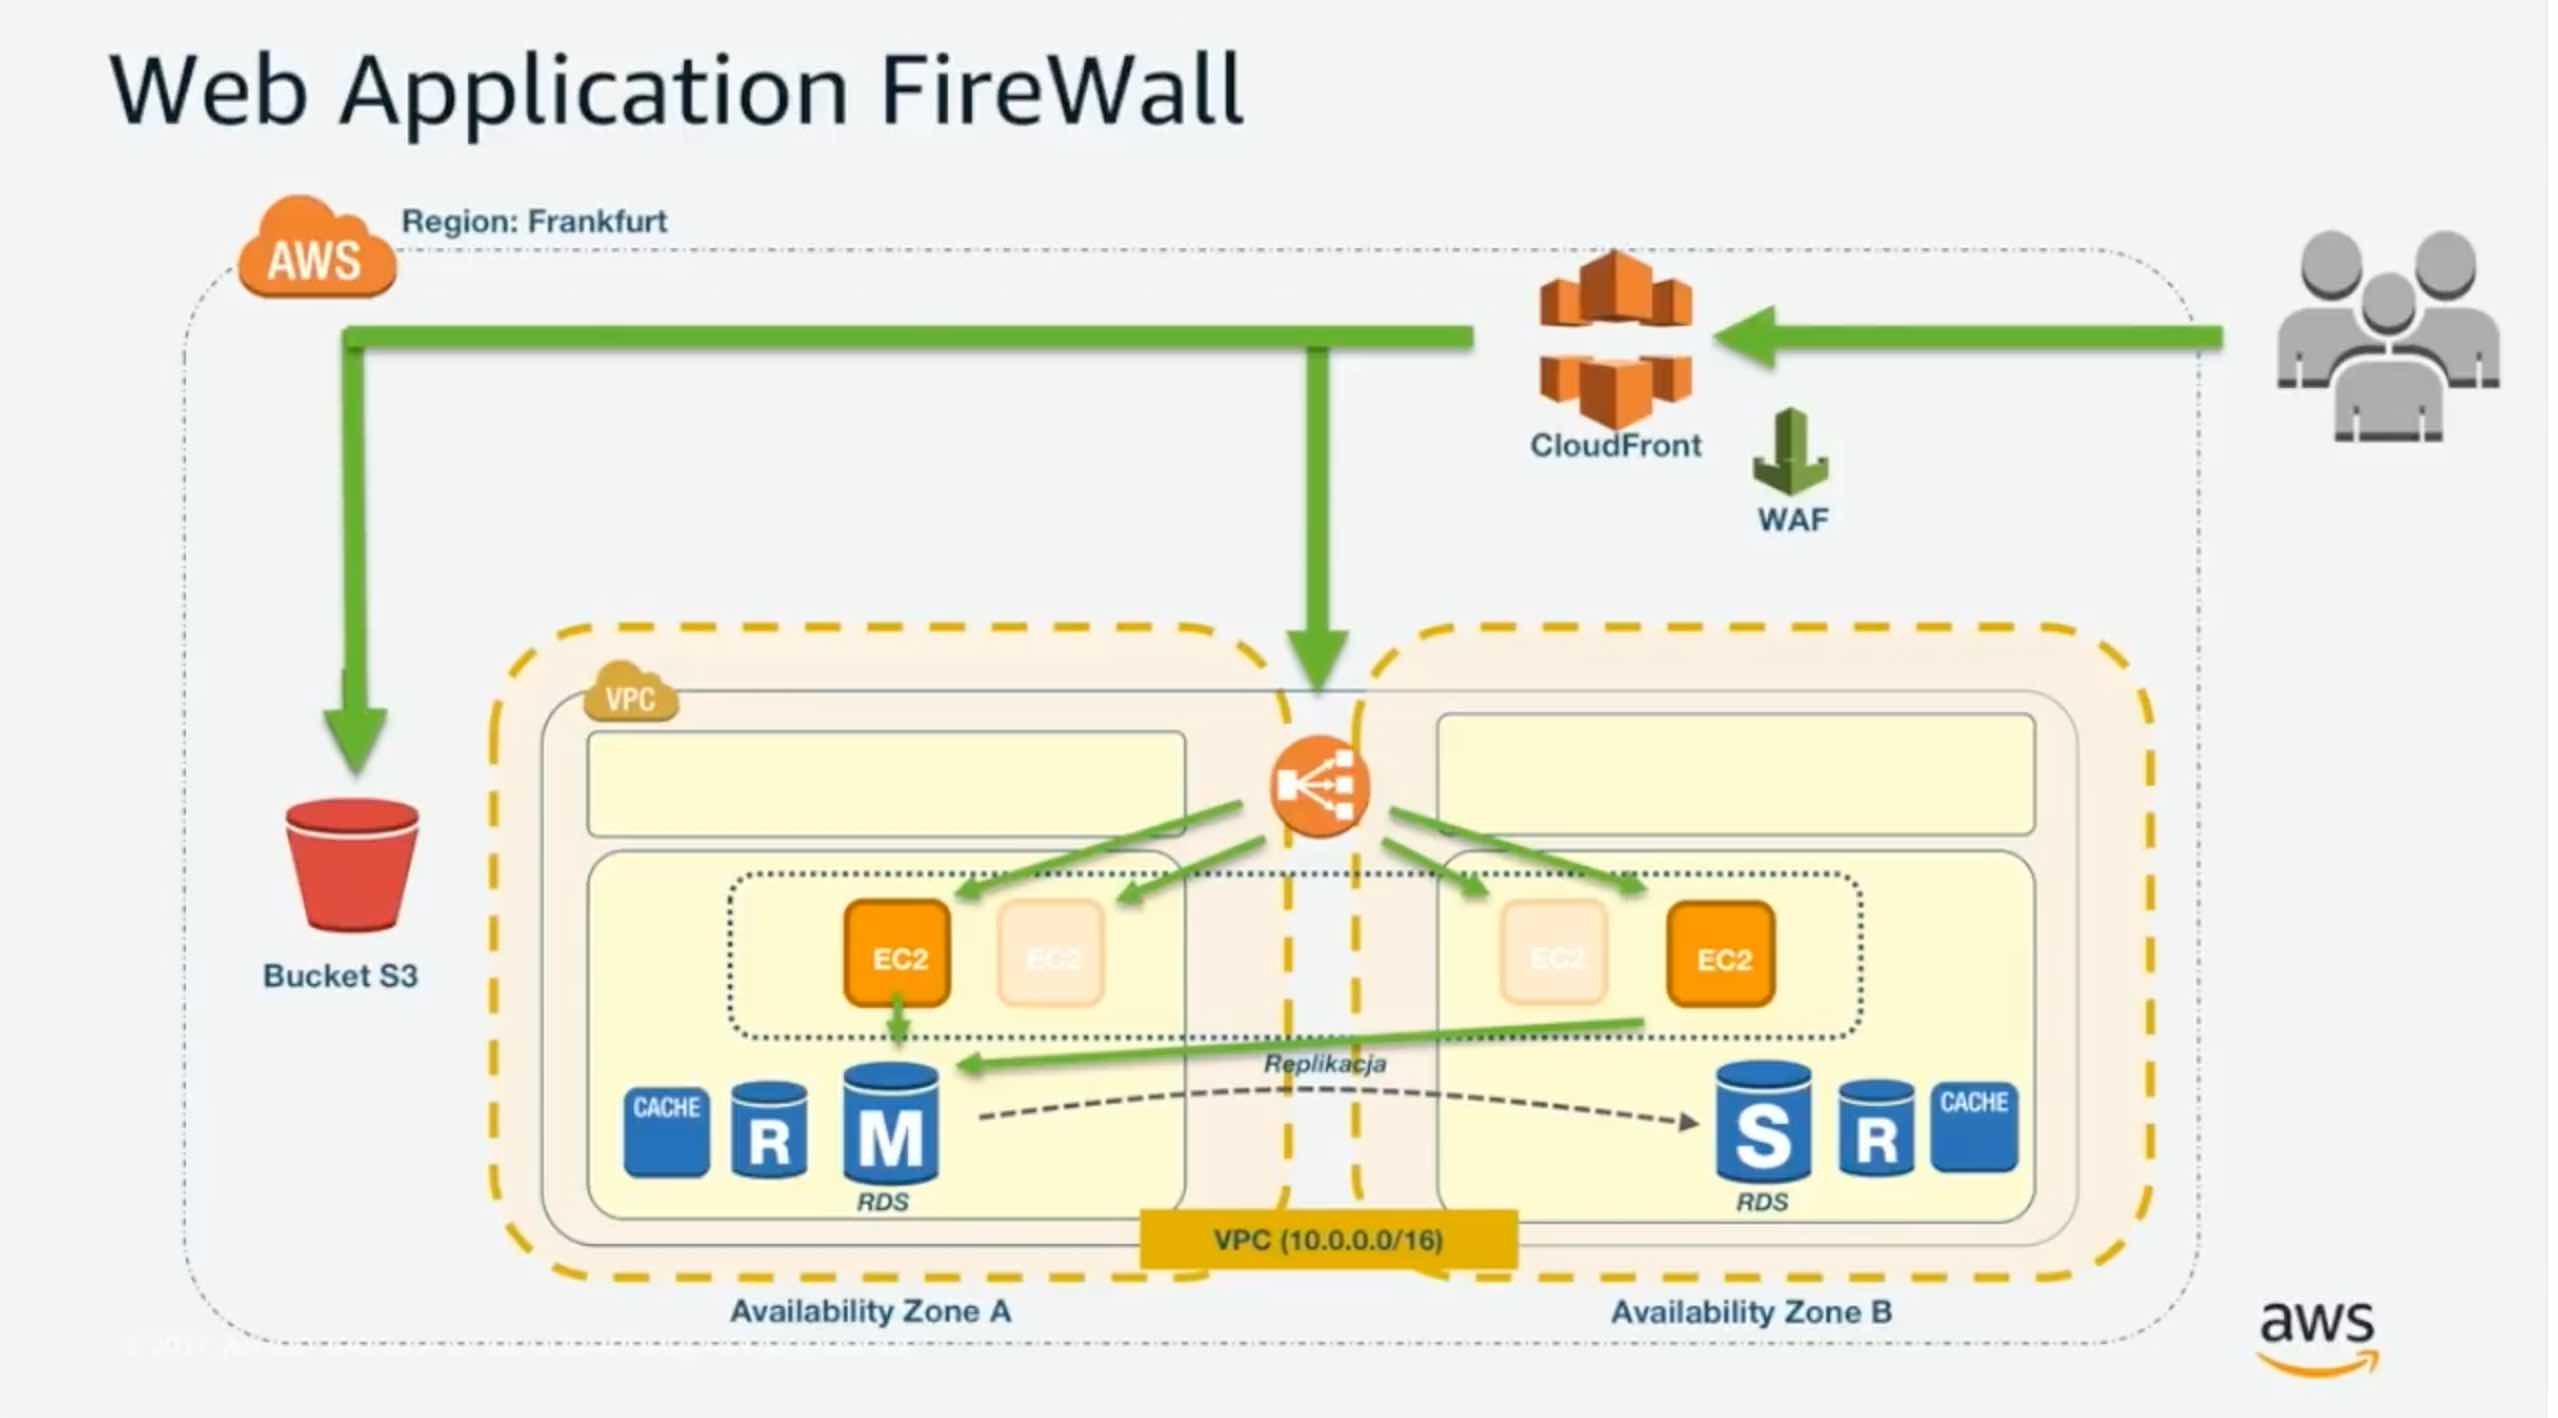 Web Application FireWall
AWS
Region: Frankfurt
CloudFront
WAF
VPC
Bucket S3
EC2
EC2
EC2
EC2
Replikacja
CACHE
R
M
S
R
CACHE
RDS
RDS
VPC (10.0.0.0/16)
Availability Zone A
Availability Zone B
aws